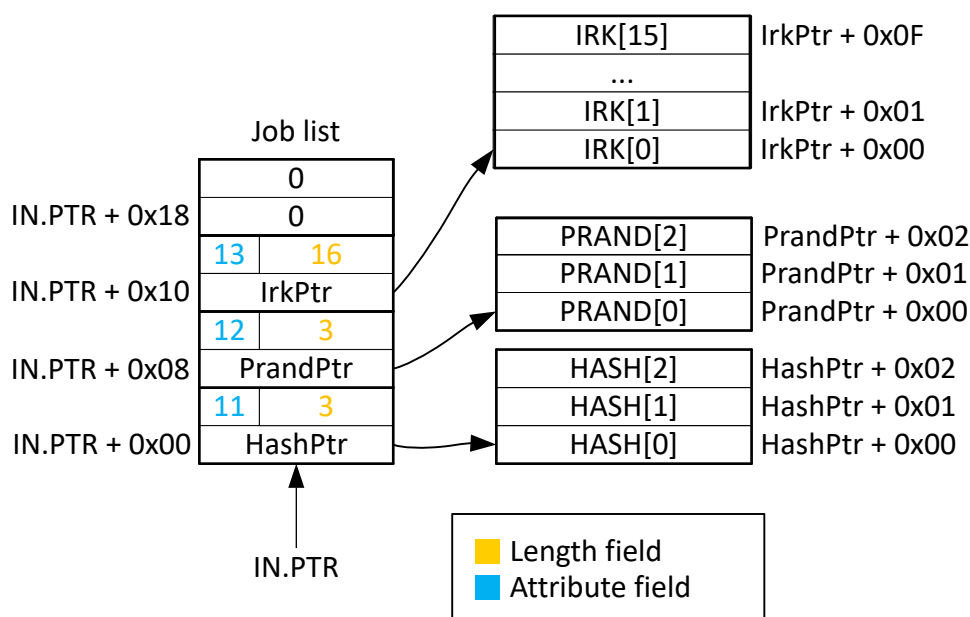 Job list
0
IN.PTR + 0x18 0
13 16
IN.PTR + 0x10 IrkPtr
12 3
IN.PTR + 0x08 PrandPtr
11 3
IN.PTR + 0x00 HashPtr
IN.PTR
IRK[15] IrkPtr + 0x0F
...
IRK[1] IrkPtr + 0x01
IRK[0] IrkPtr + 0x00
PRAND[2] PrandPtr + 0x02
PRAND[1] PrandPtr + 0x01
PRAND[0] PrandPtr + 0x00
HASH[2] HashPtr + 0x02
HASH[1] HashPtr + 0x01
HASH[0] HashPtr + 0x00
Length field
Attribute field